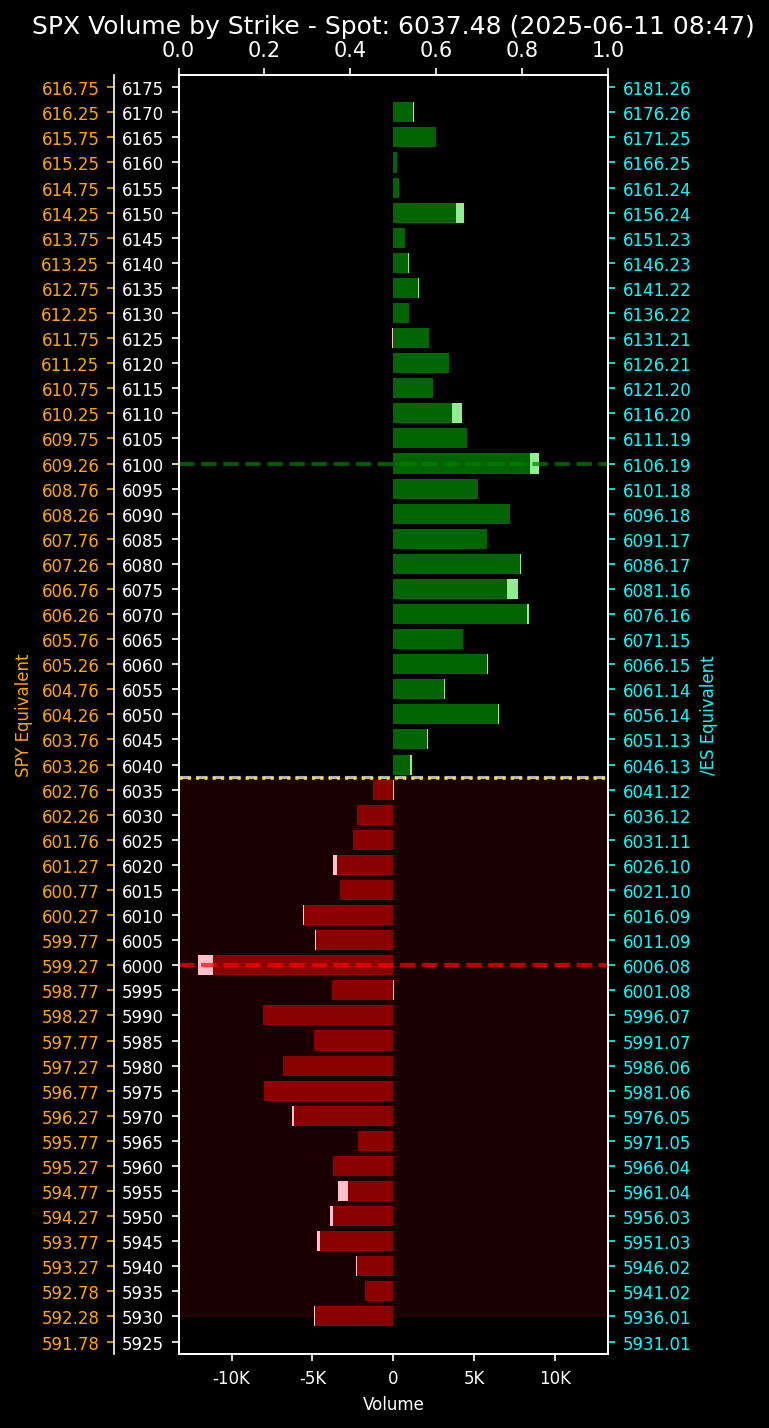 SPX Volume by Strike - Spot: 6037.48 (2025-06-11 08:47)
0.0 0.2 0.4 0.6 0.8 1.0
616.75 6175 6181.26
616.25 6170 6176.26
615.75 6165 6171.25
615.25 6160 6166.25
614.75 6155 6161.24
614.25 6150 6156.24
613.75 6145 6151.23
613.25 6140 6146.23
612.75 6135 6141.22
612.25 6130 6136.22
611.75 6125 6131.21
611.25 6120 6126.21
610.75 6115 6121.20
610.25 6110 6116.20
609.75 6105 6111.19
609.26 6100 6106.19
608.76 6095 6101.18
608.26 6090 6096.18
607.76 6085 6091.17
607.26 6080 6086.17
606.76 6075 6081.16
606.26 6070 6076.16
605.76 6065 6071.15
605.26 6060 6066.15
604.76 6055 6061.14
604.26 6050 6056.14
603.76 6045 6051.13
603.26 6040 6046.13
602.76 6035 6041.12
602.26 6030 6036.12
601.76 6025 6031.11
601.27 6020 6026.10
600.77 6015 6021.10
600.27 6010 6016.09
599.77 6005 6011.09
599.27 6000 6006.08
598.77 5995 6001.08
598.27 5990 5996.07
597.77 5985 5991.07
597.27 5980 5986.06
596.77 5975 5981.06
596.27 5970 5976.05
595.77 5965 5971.05
595.27 5960 5966.04
594.77 5955 5961.04
594.27 5950 5956.03
593.77 5945 5951.03
593.27 5940 5946.02
592.78 5935 5941.02
592.28 5930 5936.01
591.78 5925 5931.01
SPY Equivalent
/ES Equivalent
-10K -5K 0 5K 10K
Volume